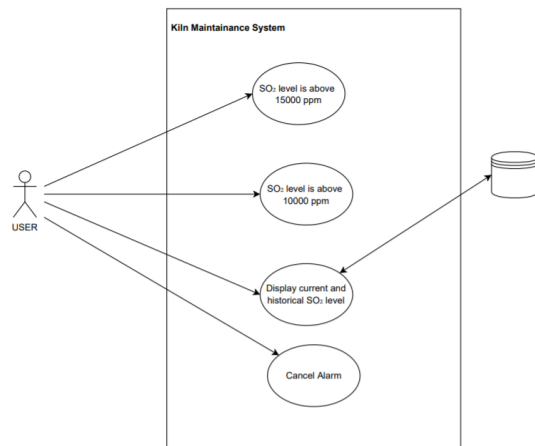 Kiln Maintainance System
SO₂ level is above
15000 ppm
SO₂ level is above
10000 ppm
USER
Display current and
historical SO₂ level
Cancel Alarm